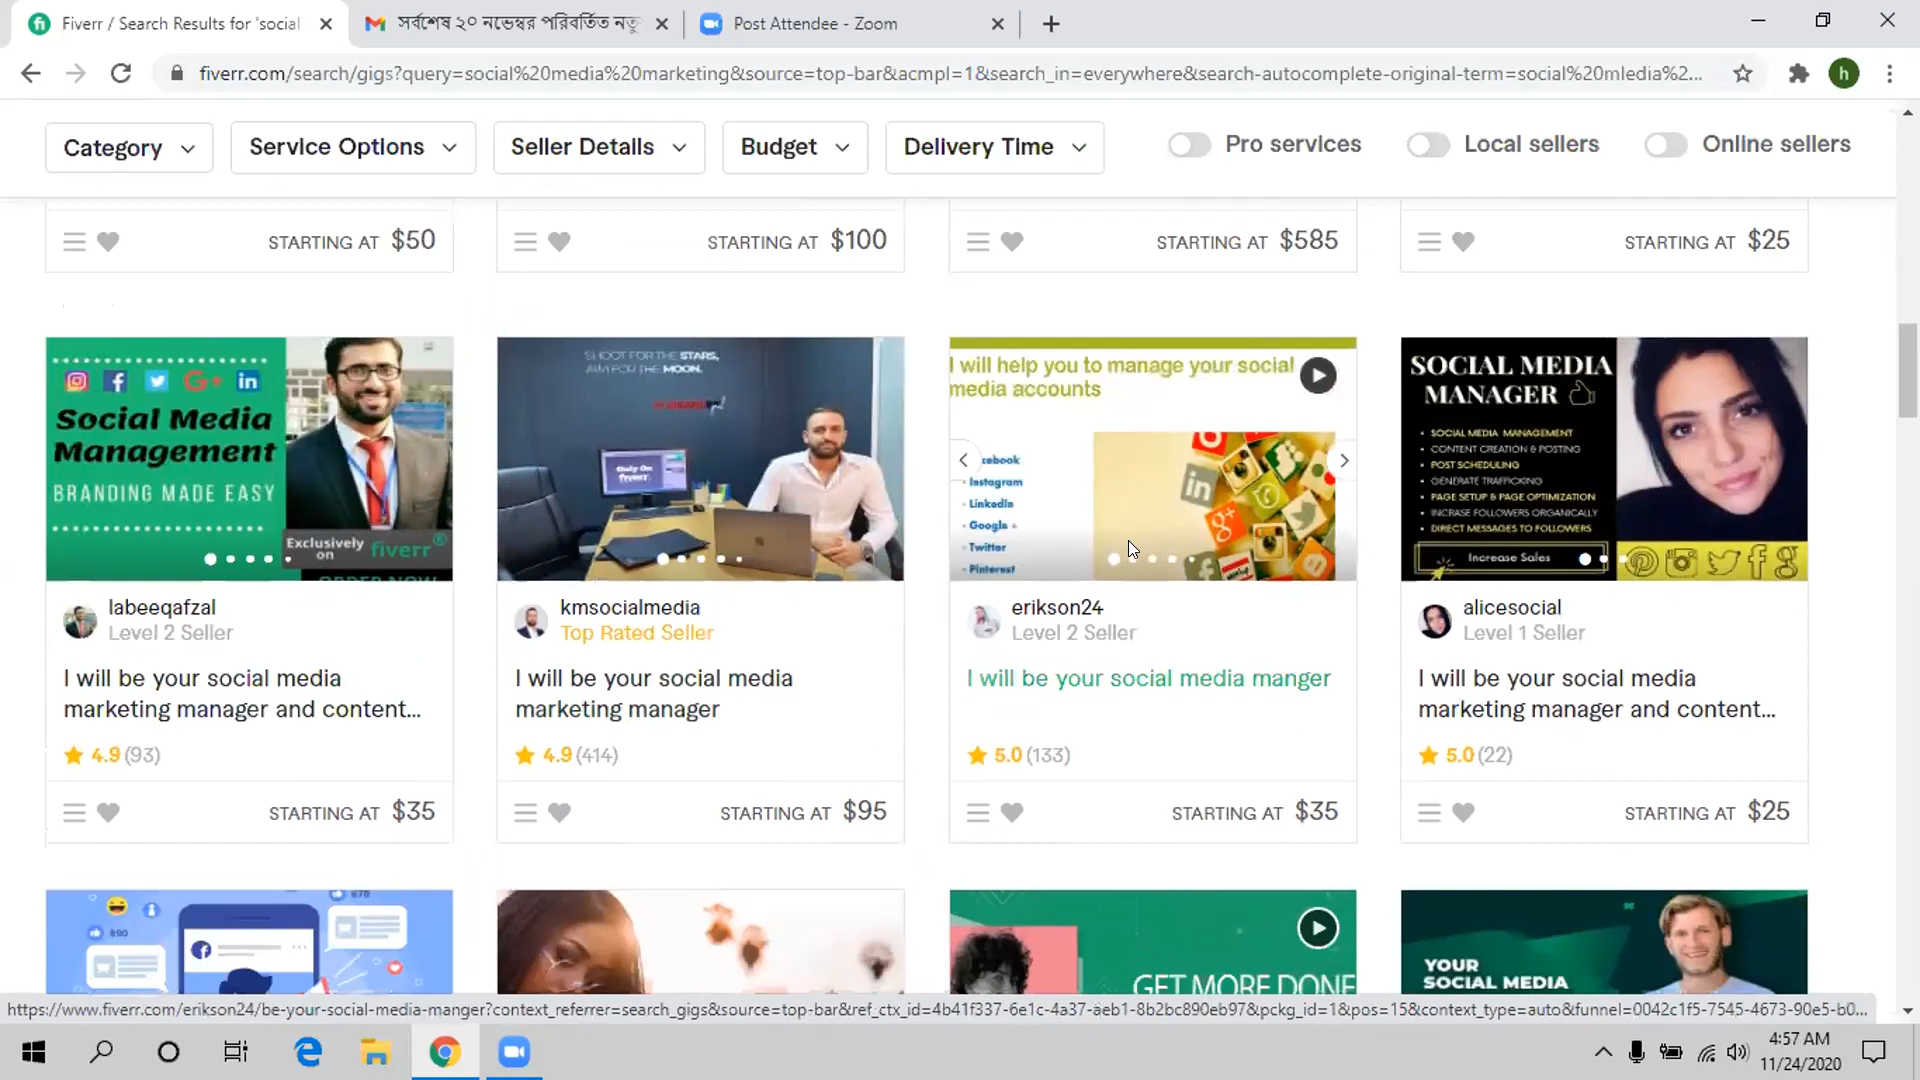 Fiverr / Search Results for 'social
সর্বশেষ ২০ নভেম্বর পরিবর্তিত নতু
Post Attendee - Zoom
fiverr.com/search/gigs?query=social%20media%20marketing&source=top-bar&acmpl=1&search_in=everywhere&search-autocomplete-original-term=social%20mledia%2...
h
Category
Service Options
Seller Details
Budget
Delivery Time
Pro services
Local sellers
Online sellers
STARTING AT $50
STARTING AT $100
STARTING AT $585
STARTING AT $25
Social Media
Management
BRANDING MADE EASY
Exclusively
on fiverr
ORDER NOW
SHOOT FOR THE STARS,
AIM FOR THE MOON.
Only On
fiverr.
I will help you to manage your social
media accounts
cebook
Instagram
LinkedIn
Google +
Twitter
Pinterest
SOCIAL MEDIA
MANAGER
• SOCIAL MEDIA MANAGEMENT
• CONTENT CREATION & POSTING
• POST SCHEDULING
• GENERATE TRAFFICKING
• PAGE SETUP & PAGE OPTIMIZATION
• INCRASE FOLLOWERS ORGANICALLY
• DIRECT MESSAGES TO FOLLOWERS
Increase Sales
labeeqafzal
Level 2 Seller
I will be your social media
marketing manager and content...
4.9 (93)
STARTING AT $35
kmsocialmedia
Top Rated Seller
I will be your social media
marketing manager
4.9 (414)
STARTING AT $95
erikson24
Level 2 Seller
I will be your social media manger
5.0 (133)
STARTING AT $35
alicesocial
Level 1 Seller
I will be your social media
marketing manager and content...
5.0 (22)
STARTING AT $25
670
890
GET MORE DONE
YOUR
SOCIAL MEDIA
https://www.fiverr.com/erikson24/be-your-social-media-manger?context_referrer=search_gigs&source=top-bar&ref_ctx_id=4b41f337-6e1c-4a37-aeb1-8b2bc890eb97&pckg_id=1&pos=15&context_type=auto&funnel=0042c1f5-7545-4673-90e5-b0...
4:57 AM
11/24/2020